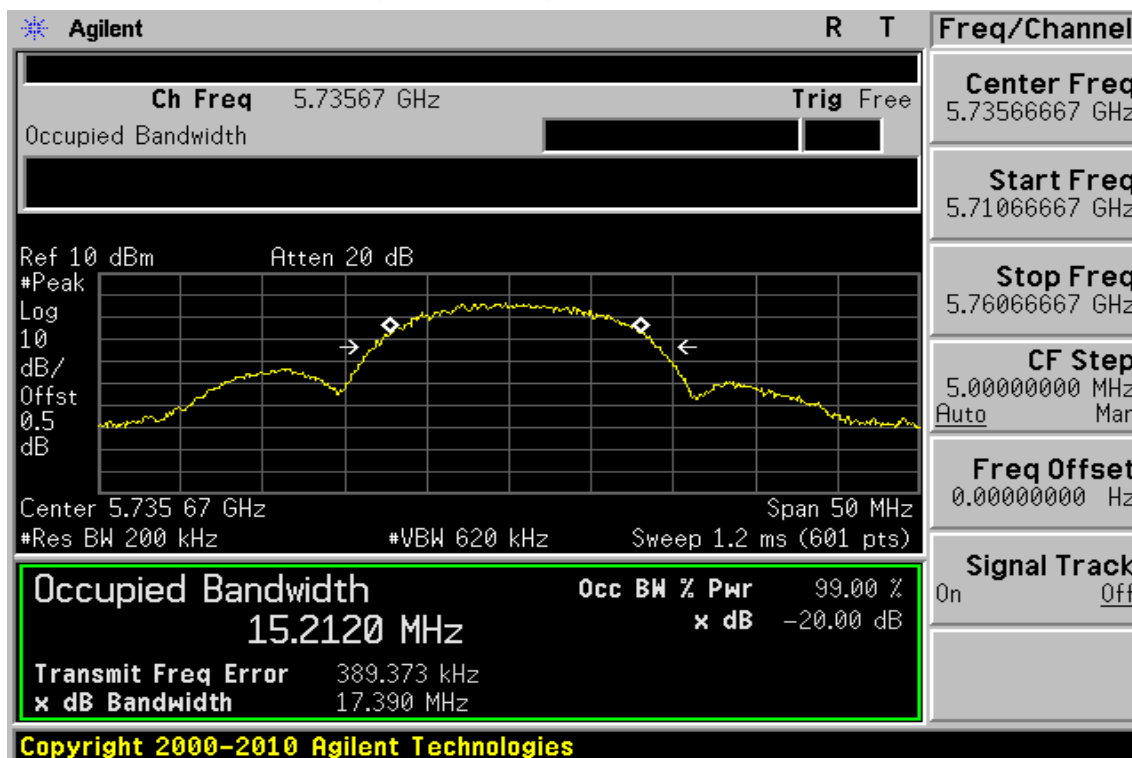 Agilent R T
Freq/Channel
Ch Freq 5.73567 GHz Trig Free
Occupied Bandwidth
Center Freq
5.73566667 GHz
Start Freq
5.71066667 GHz
Stop Freq
5.76066667 GHz
CF Step
5.00000000 MHz
Auto Man
Freq Offset
0.00000000 Hz
Signal Track
On Off
Ref 10 dBm Atten 20 dB
#Peak
Log
10
dB/
Offst
0.5
dB
Center 5.735 67 GHz Span 50 MHz
#Res BW 200 kHz #VBW 620 kHz Sweep 1.2 ms (601 pts)
Occupied Bandwidth Occ BW % Pwr 99.00 %
15.2120 MHz x dB -20.00 dB
Transmit Freq Error 389.373 kHz
x dB Bandwidth 17.390 MHz
Copyright 2000-2010 Agilent Technologies